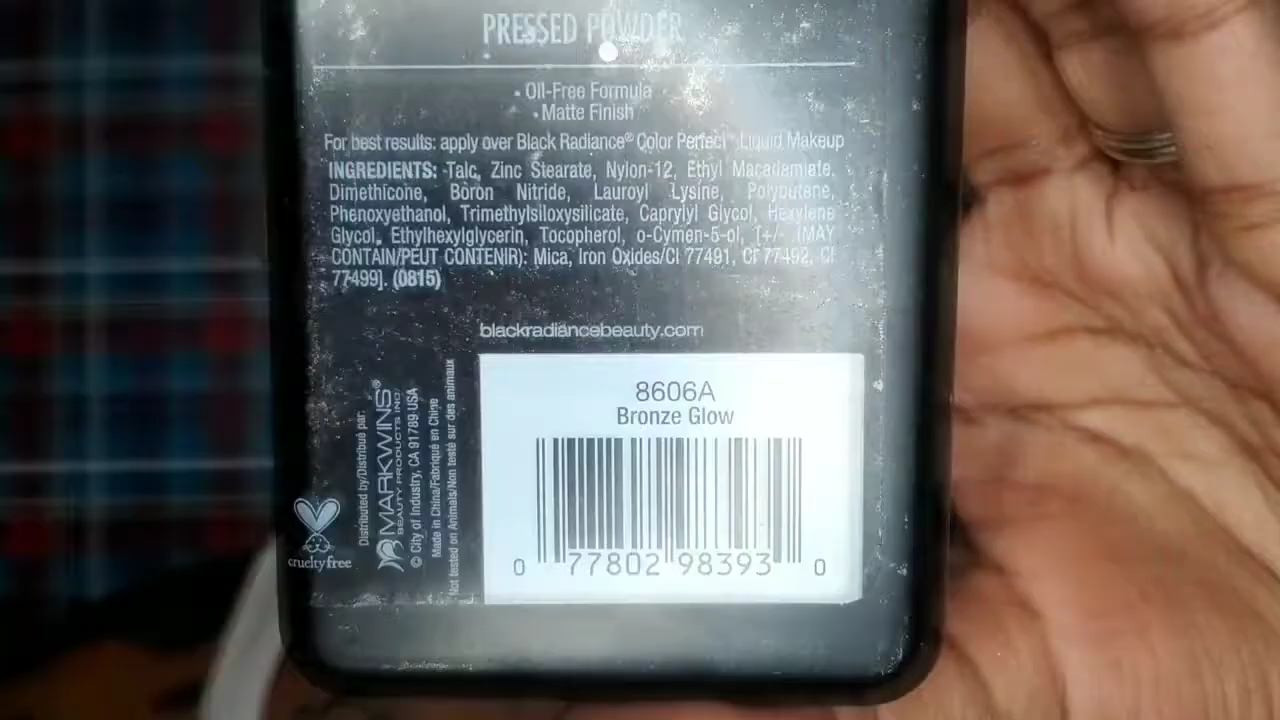 PRESSED POWDER
• Oil-Free Formula
• Matte Finish
For best results: apply over Black Radiance® Color Perfect™ Liquid Makeup
INGREDIENTS: Talc, Zinc Stearate, Nylon-12, Ethyl Macadamiate,
Dimethicone, Boron Nitride, Lauroyl Lysine, Polybutene,
Phenoxyethanol, Trimethylsiloxysilicate, Caprylyl Glycol, Hexylene
Glycol, Ethylhexylglycerin, Tocopherol, o-Cymen-5-ol, [+/- (MAY
CONTAIN/PEUT CONTENIR): Mica, Iron Oxides/CI 77491, CI 77492, CI
77499]. (0815)
blackradiancebeauty.com
8606A
Bronze Glow
0 77802 98393 0
crueltyfree
Distributed by/Distribué par:
MARKWINS®
BEAUTY PRODUCTS INC
© City of Industry, CA 91789 USA
Made in China/Fabriqué en Chine
Not tested on Animals/Non testé sur des animaux